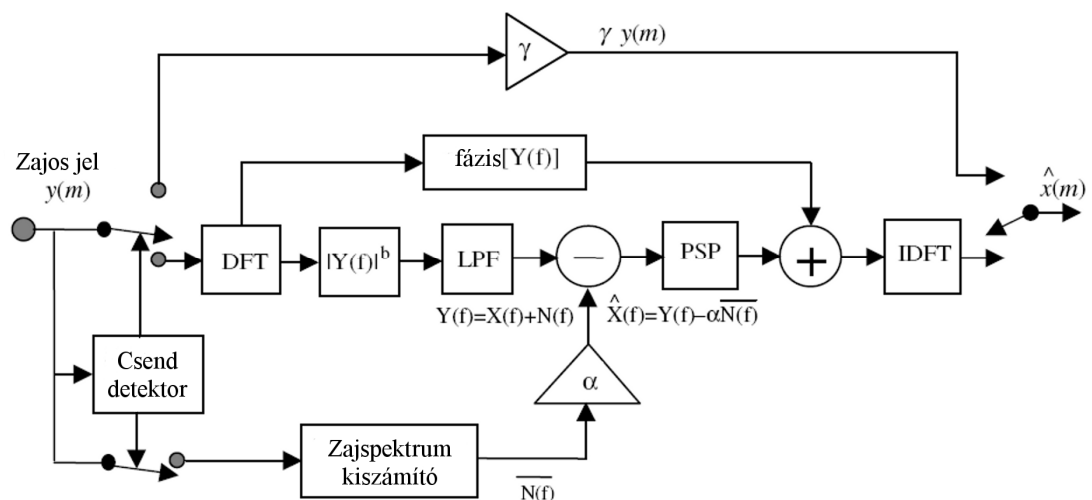 γ
γ y(m)
Zajos jel
y(m)
fázis[Y(f)]
x̂(m)
DFT
|Y(f)|ᵇ
LPF
−
PSP
+
IDFT
Y(f)=X(f)+N(f)
X̂(f)=Y(f)−αN̅(̅f̅)̅
Csend
detektor
α
Zajspektrum
kiszámító
N̅(̅f̅)̅